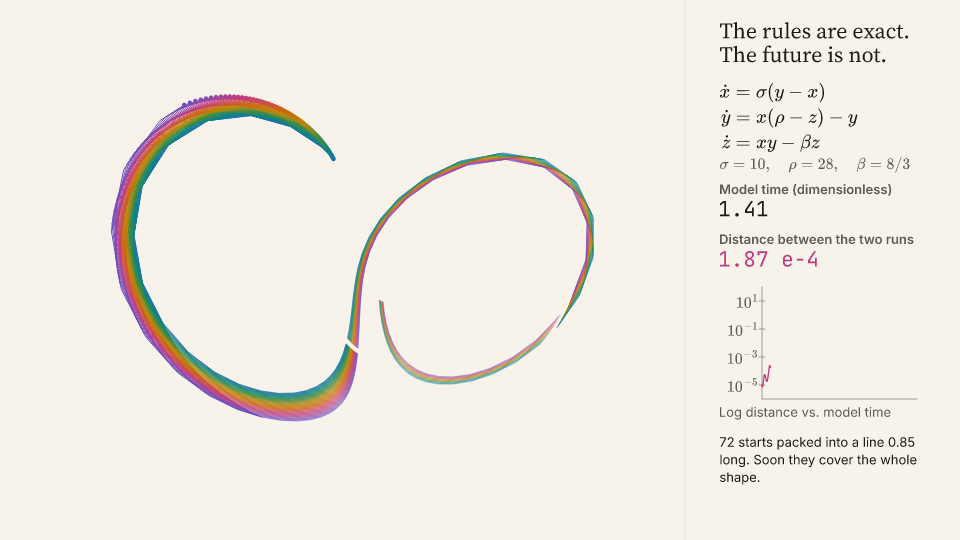 The rules are exact.
The future is not.
ẋ = σ(y − x)
ẏ = x(ρ − z) − y
ż = xy − βz
σ = 10, ρ = 28, β = 8/3
Model time (dimensionless)
1.41
Distance between the two runs
1.87 e-4
10¹
10⁻¹
10⁻³
10⁻⁵
Log distance vs. model time
72 starts packed into a line 0.85
long. Soon they cover the whole
shape.